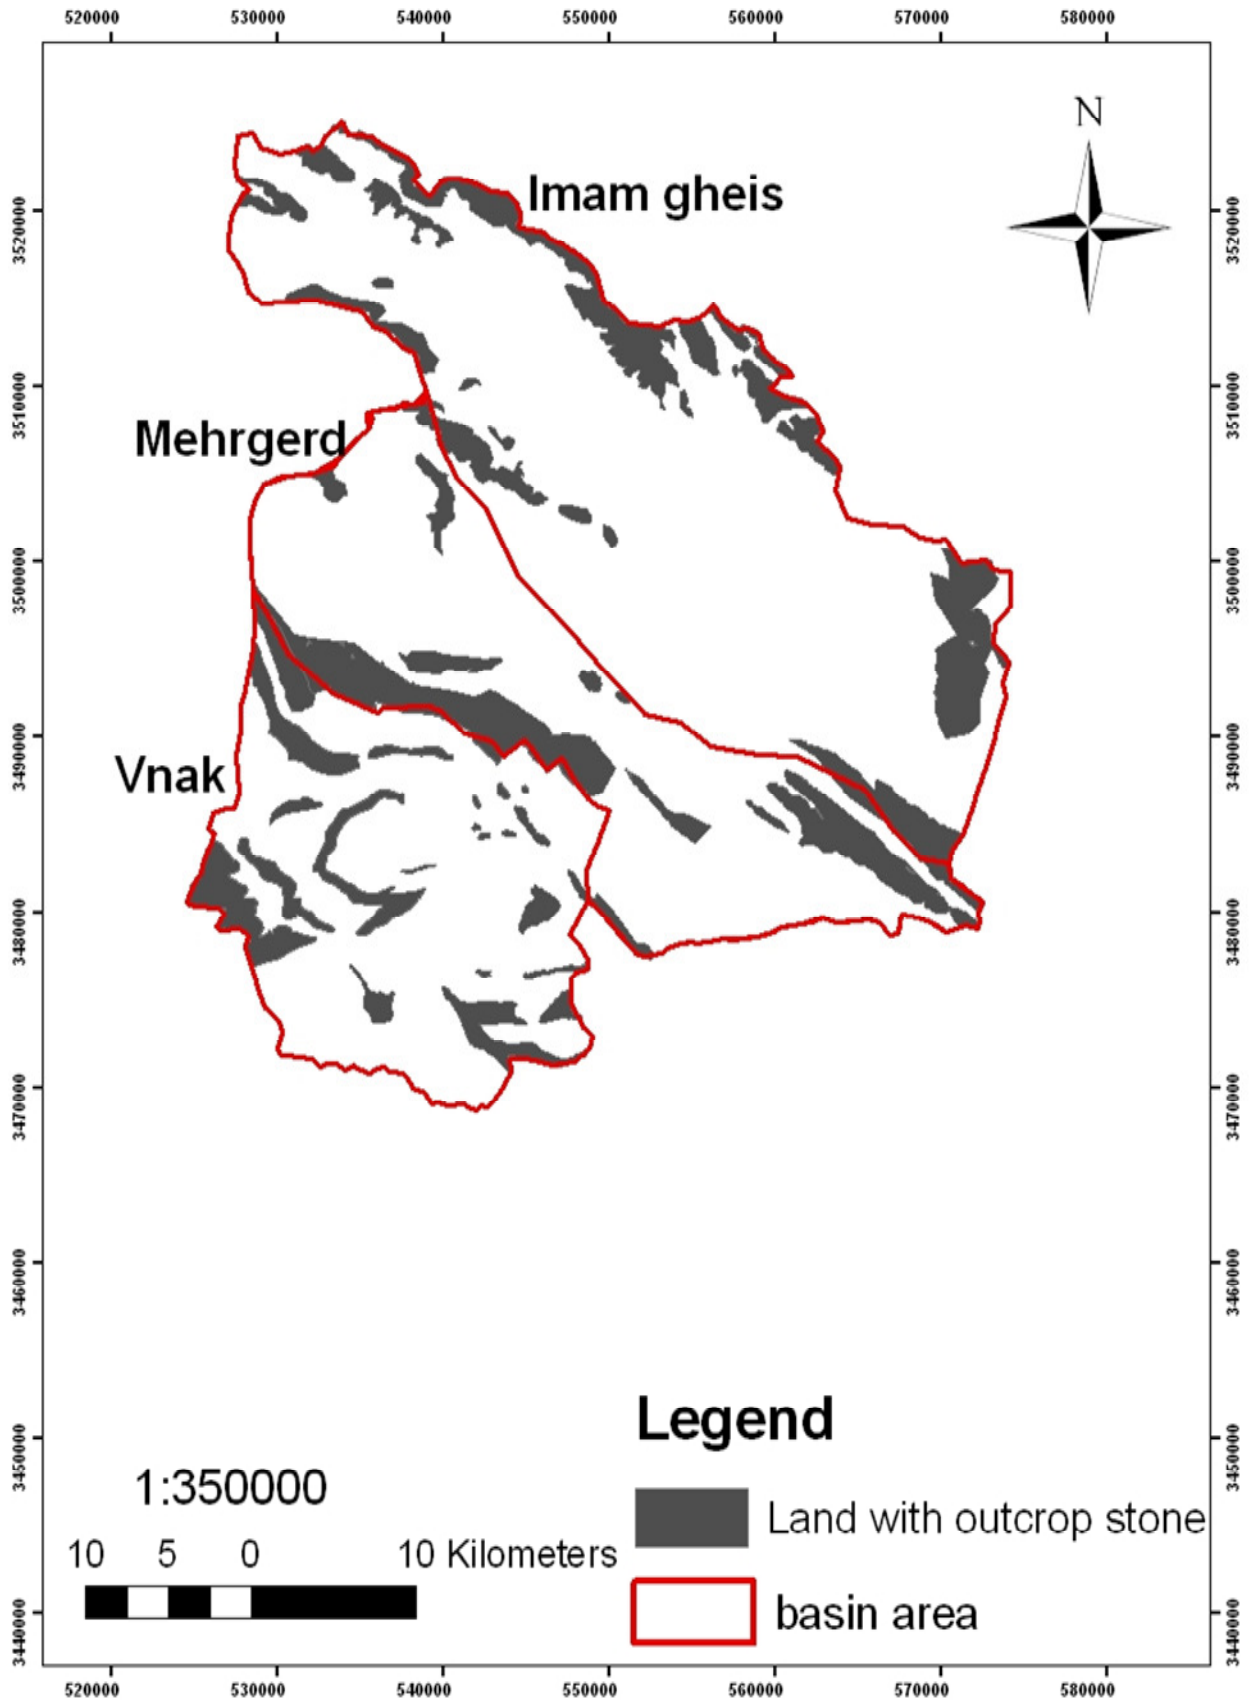 520000 530000 540000 550000 560000 570000 580000
N
Imam gheis
3520000 3520000
3510000 3510000
Mehrgerd
3500000 3500000
3490000 3490000
Vnak
3480000 3480000
3470000 3470000
3460000 3460000
3450000 3450000
Legend
1:350000
Land with outcrop stone
10 5 0 10 Kilometers
basin area
3440000 3440000
520000 530000 540000 550000 560000 570000 580000